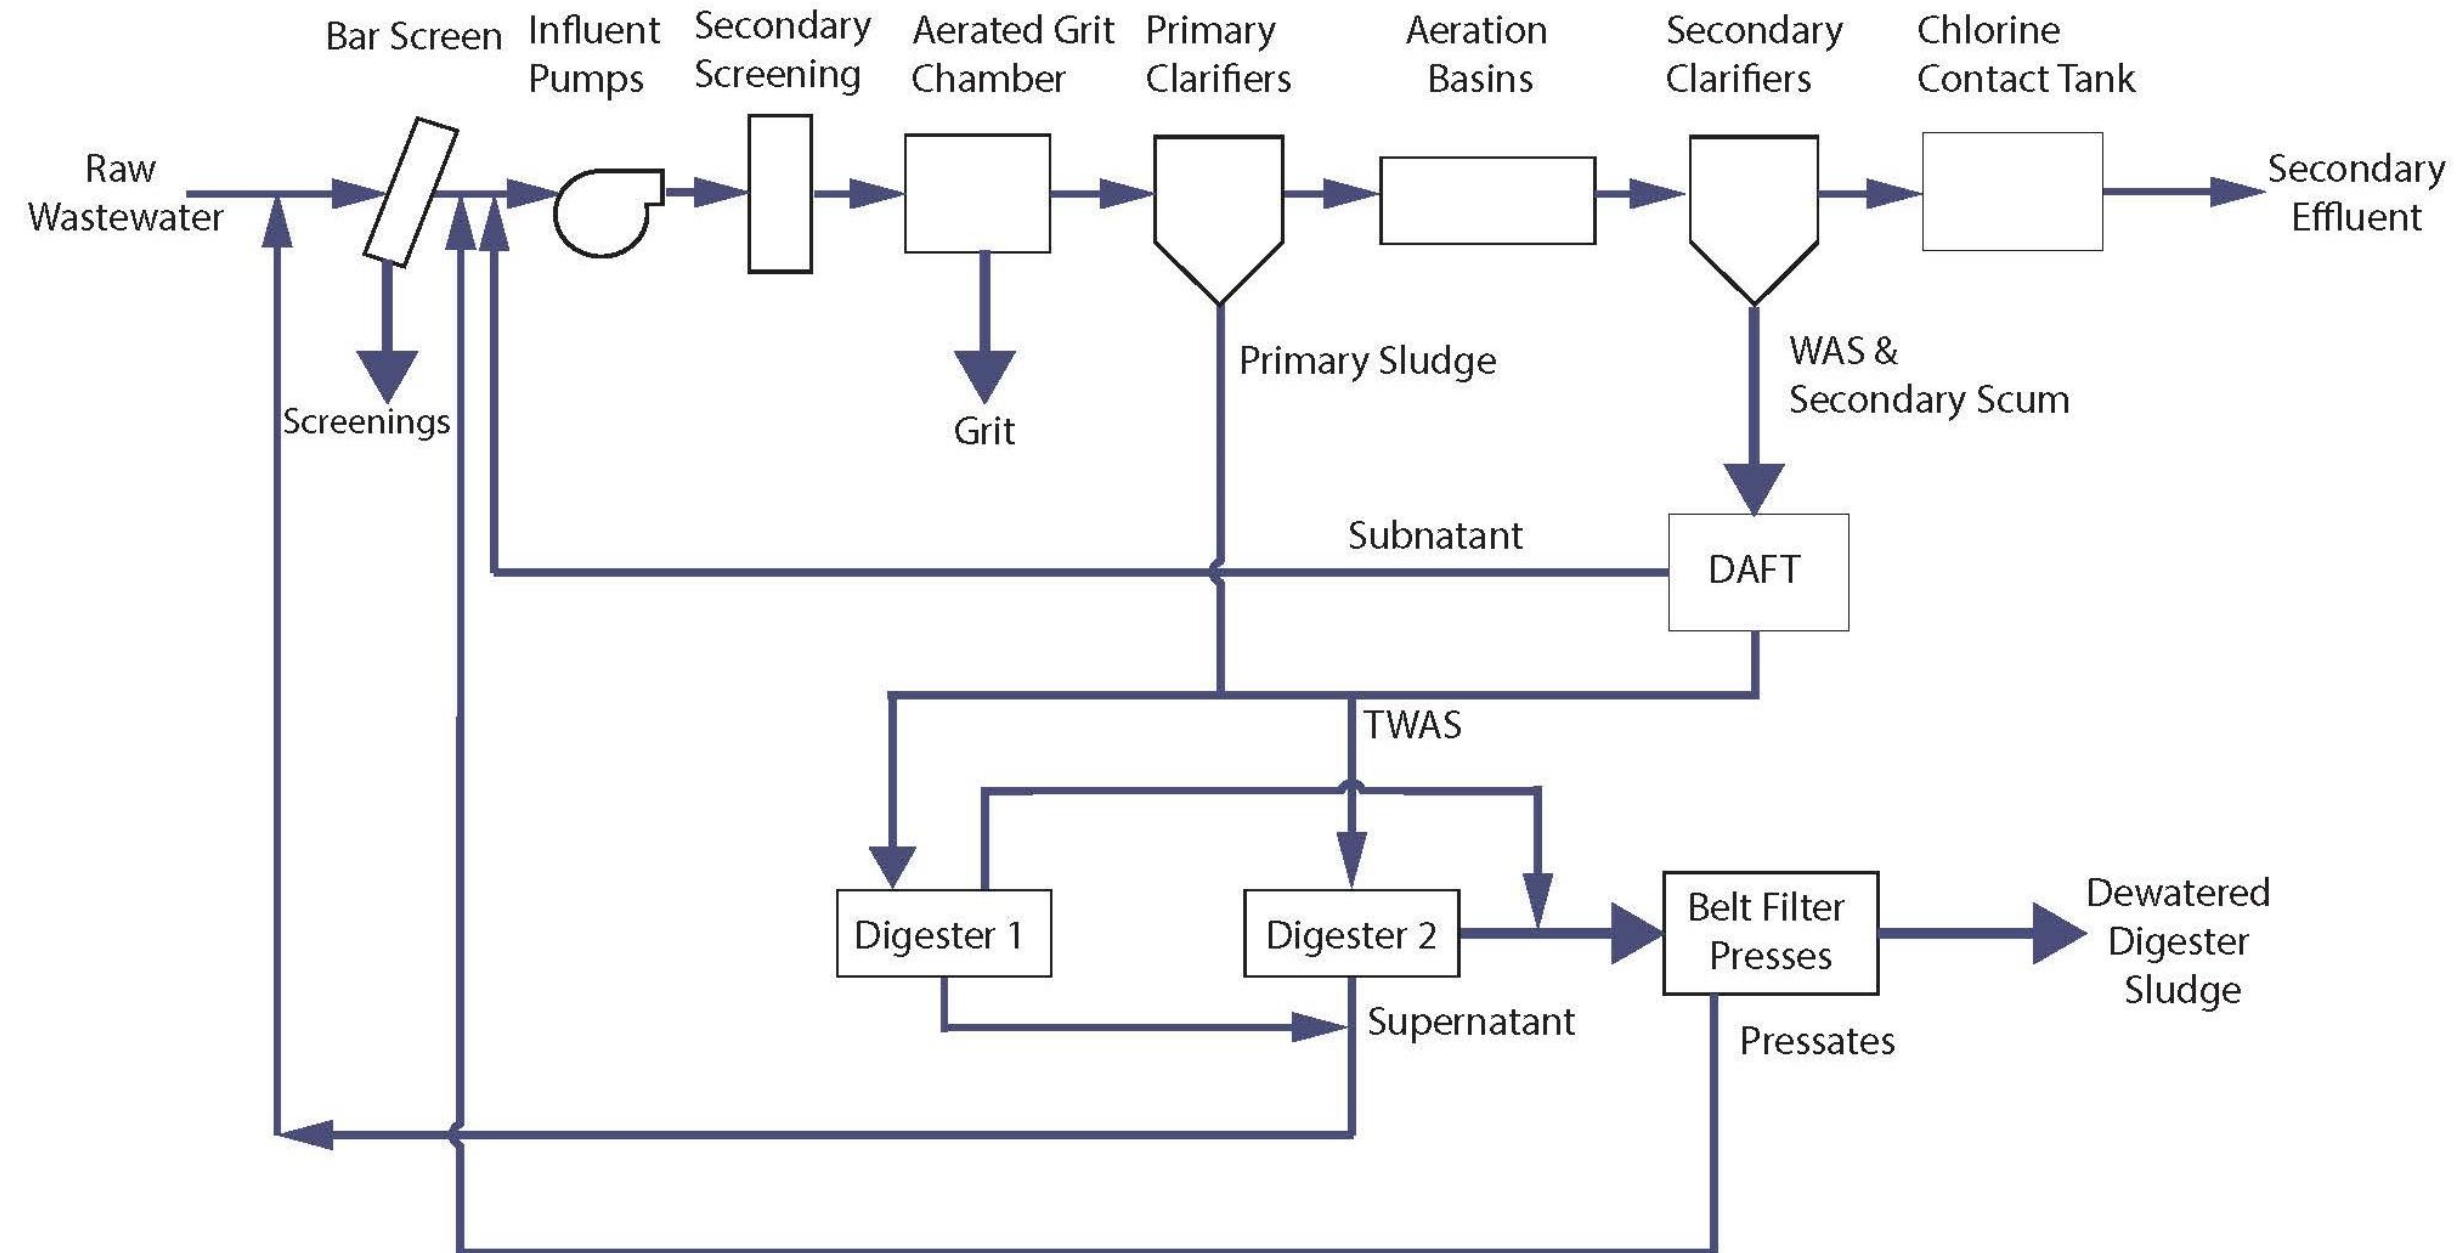 Bar Screen
Influent
Pumps
Secondary
Screening
Aerated Grit
Chamber
Primary
Clarifiers
Aeration
Basins
Secondary
Clarifiers
Chlorine
Contact Tank
Raw
Wastewater
Secondary
Effluent
Screenings
Grit
Primary Sludge
WAS &
Secondary Scum
Subnatant
DAFT
TWAS
Digester 1
Digester 2
Belt Filter
Presses
Dewatered
Digester
Sludge
Supernatant
Pressates